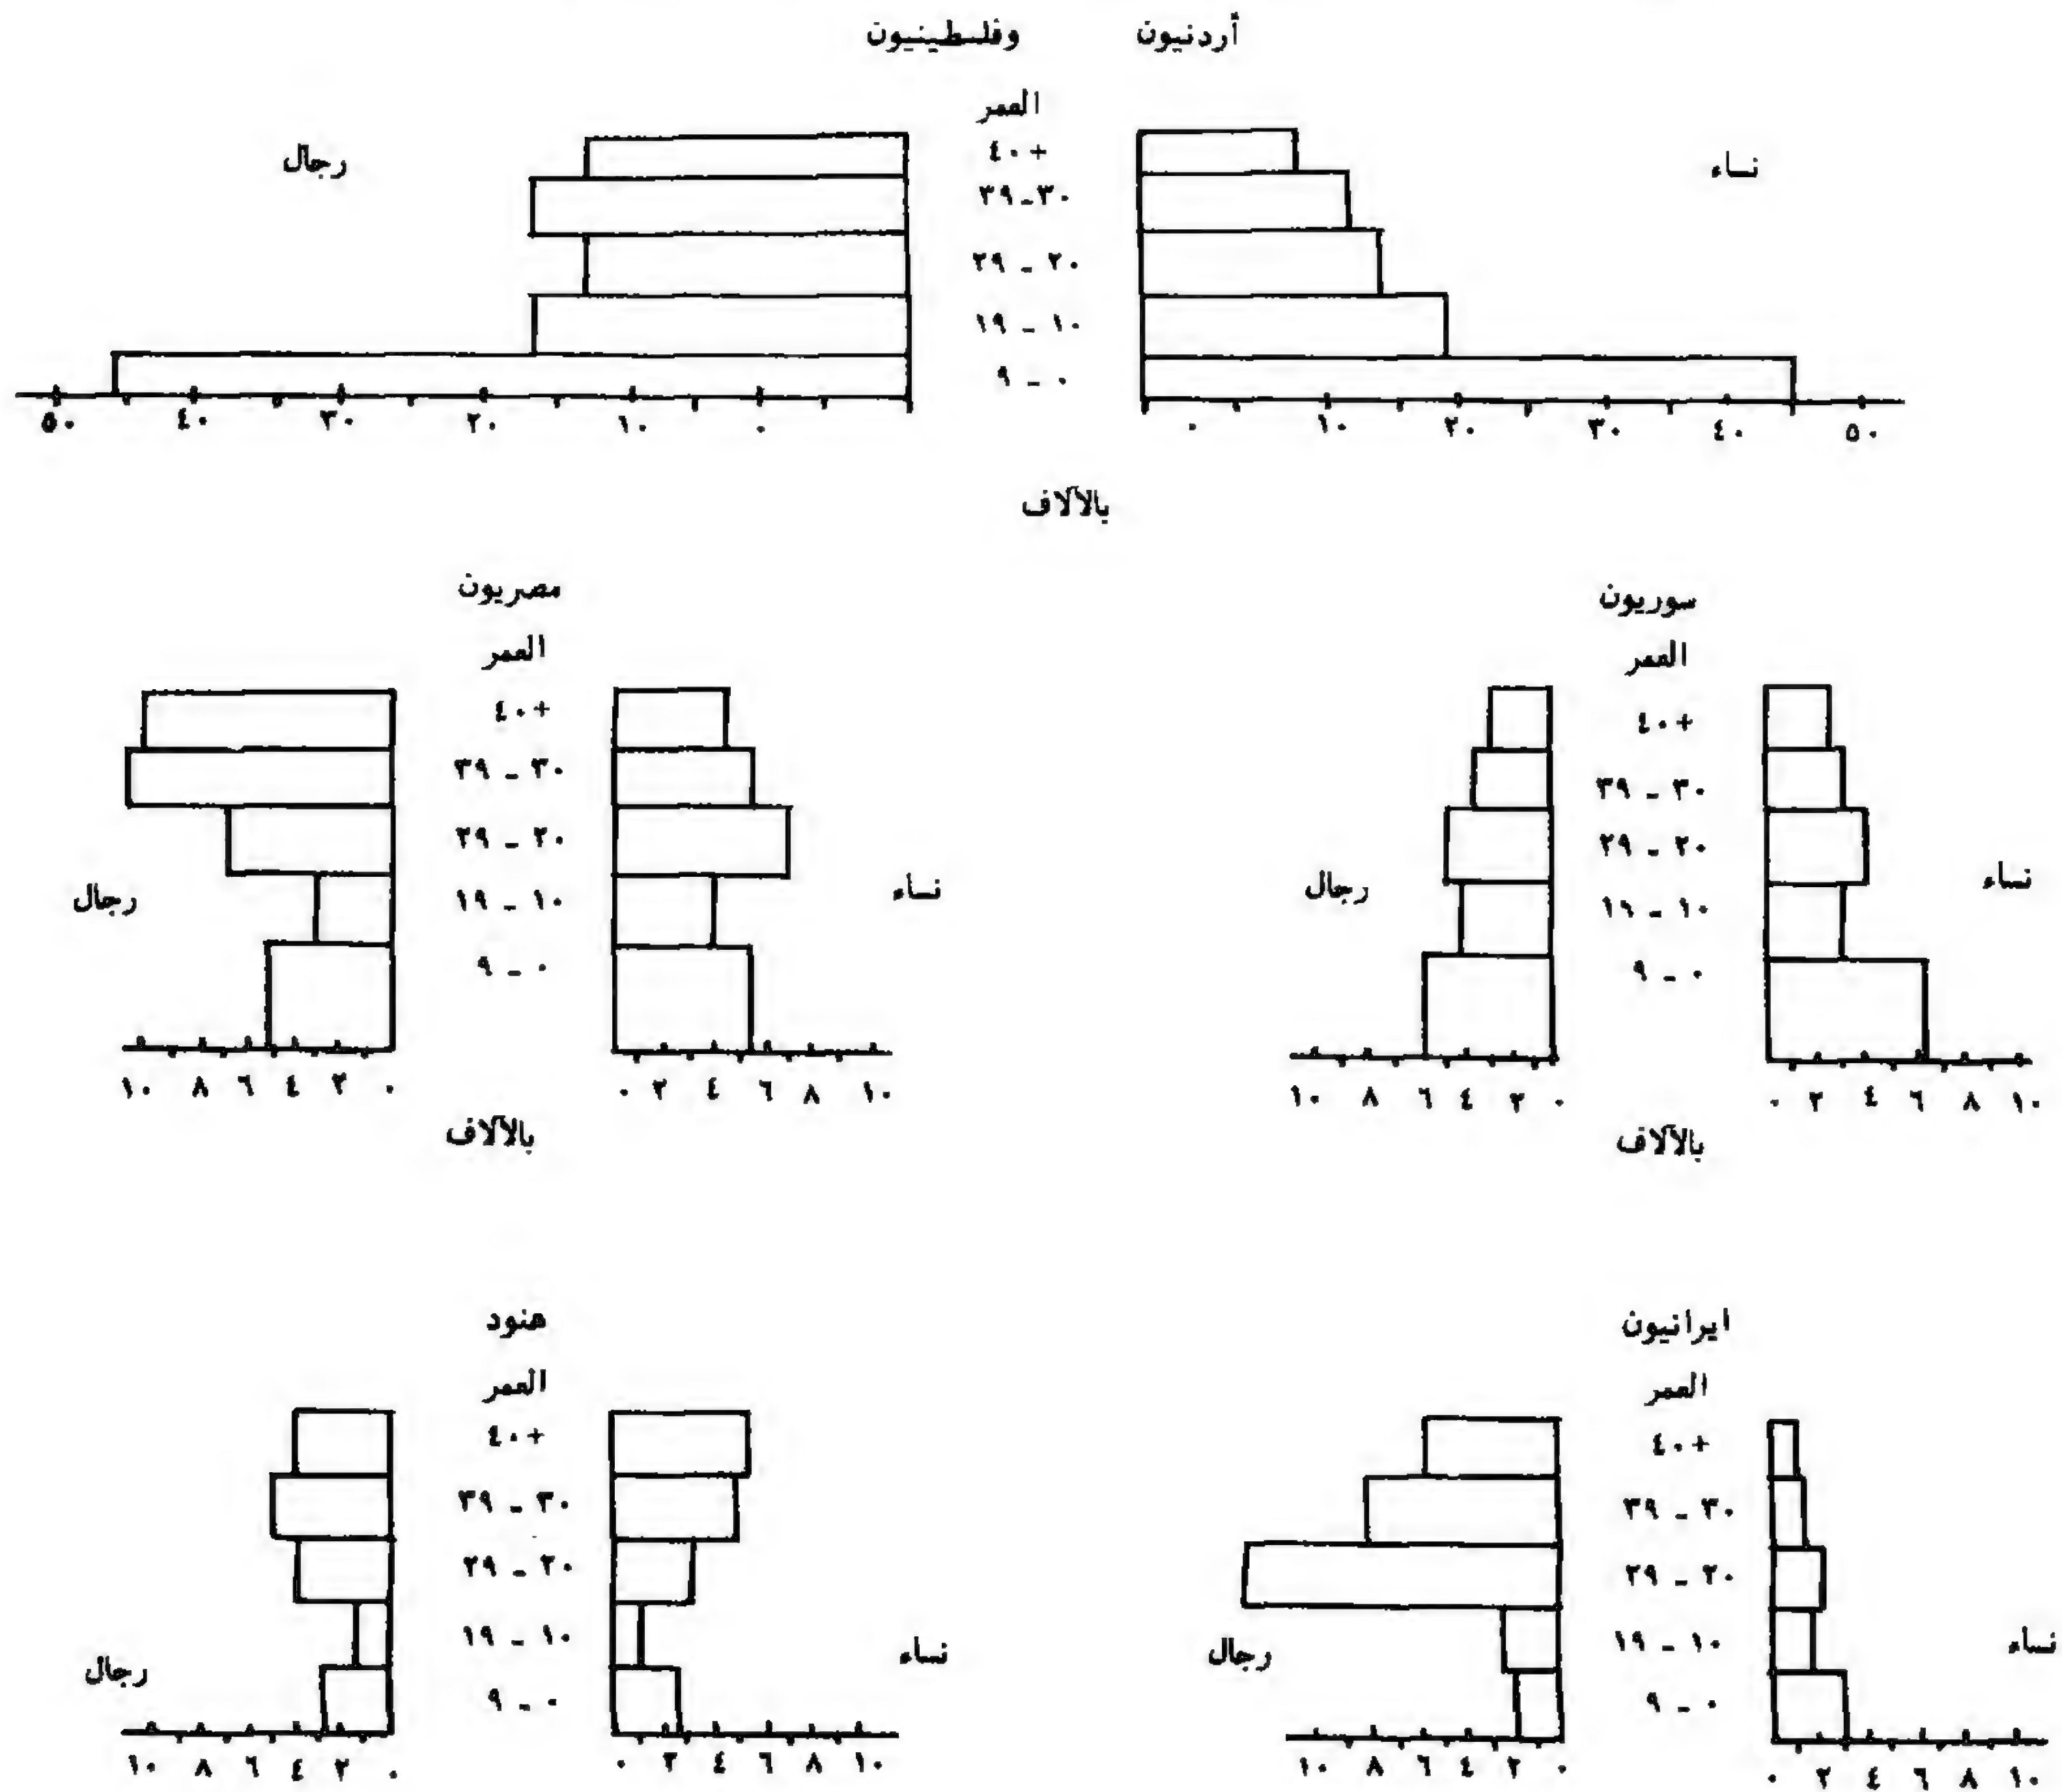 أردنيون وفلسطينيون
العمر
رجال
نساء
+٤٠
٣٠-٣٩
٢٠ - ٢٩
١٠ - ١٩
٠ - ٩
٥٠ ٤٠ ٣٠ ٢٠ ١٠ ٠
٠ ١٠ ٢٠ ٣٠ ٤٠ ٥٠
بالآلاف
سوريون
العمر
+٤٠
٣٠ - ٣٩
٢٠ - ٢٩
رجال
نساء
١٠ - ١٩
٠ - ٩
١٠ ٨ ٦ ٤ ٢ ٠
٠ ٢ ٤ ٦ ٨ ١٠
بالآلاف
مصريون
العمر
+٤٠
٣٠ - ٣٩
٢٠ - ٢٩
رجال
نساء
١٠ - ١٩
٠ - ٩
١٠ ٨ ٦ ٤ ٢ ٠
٠ ٢ ٤ ٦ ٨ ١٠
بالآلاف
ايرانيون
العمر
+٤٠
٣٠ - ٣٩
٢٠ - ٢٩
١٠ - ١٩
رجال
نساء
٠ - ٩
١٠ ٨ ٦ ٤ ٢ ٠
٠ ٢ ٤ ٦ ٨ ١٠
هنود
العمر
+٤٠
٣٠ - ٣٩
٢٠ - ٢٩
١٠ - ١٩
رجال
نساء
٠ - ٩
١٠ ٨ ٦ ٤ ٢ ٠
٠ ٢ ٤ ٦ ٨ ١٠